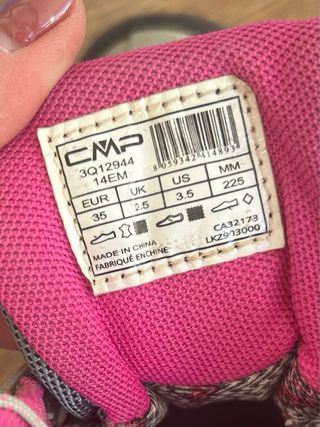 CMP
3Q12944
14EM
8059342414893
EUR UK US MM
35 2.5 3.5 225
MADE IN CHINA
FABRIQUÉ EN CHINE
CA32173
LKZ903000